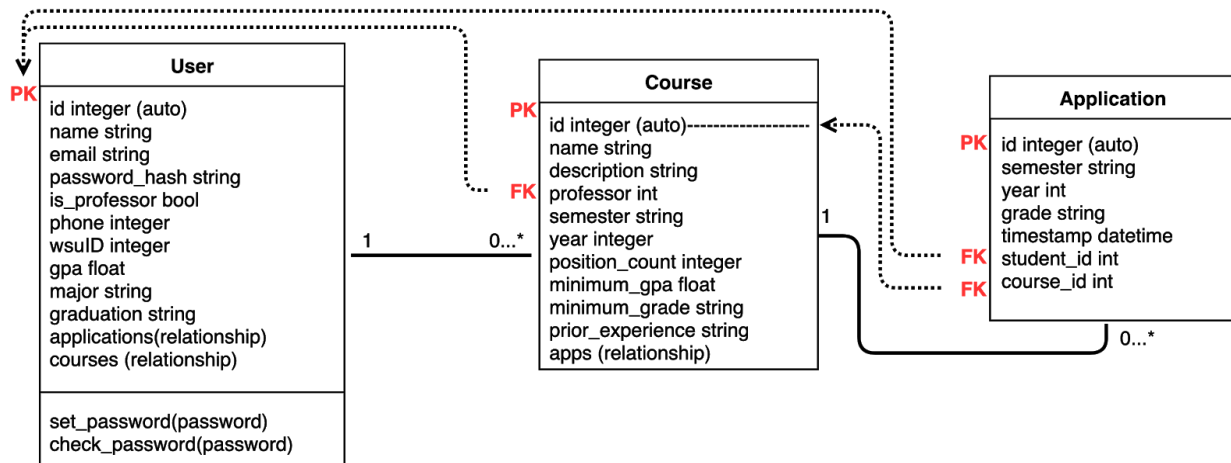 User
PK
id integer (auto)
name string
email string
password_hash string
is_professor bool
phone integer
wsuID integer
gpa float
major string
graduation string
applications(relationship)
courses (relationship)
set_password(password)
check_password(password)
1
0...*
Course
PK
id integer (auto)
name string
description string
FK
professor int
semester string
year integer
position_count integer
minimum_gpa float
minimum_grade string
prior_experience string
apps (relationship)
1
0...*
Application
PK
id integer (auto)
semester string
year int
grade string
timestamp datetime
FK
student_id int
FK
course_id int